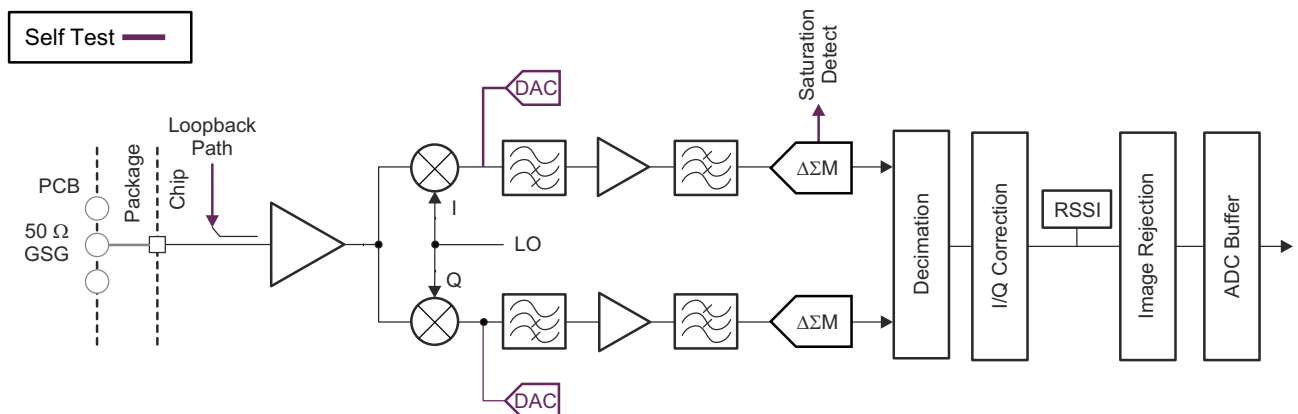 Self Test
DAC
Saturation
Detect
Loopback
Path
PCB
Package
Chip
50 Ω
GSG
I
LO
Q
ΔΣM
ΔΣM
DAC
Decimation
I/Q Correction
RSSI
Image Rejection
ADC Buffer